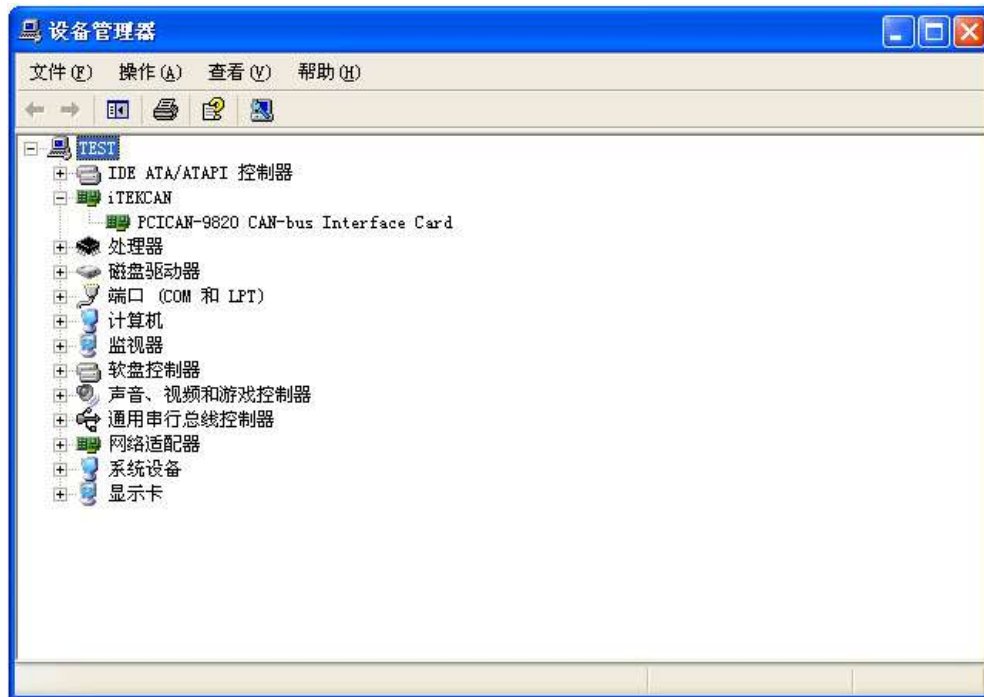 设备管理器
文件(F) 操作(A) 查看(V) 帮助(H)
TEST
IDE ATA/ATAPI 控制器
iTEKCAN
PCICAN-9820 CAN-bus Interface Card
处理器
磁盘驱动器
端口 (COM 和 LPT)
计算机
监视器
软盘控制器
声音、视频和游戏控制器
通用串行总线控制器
网络适配器
系统设备
显示卡